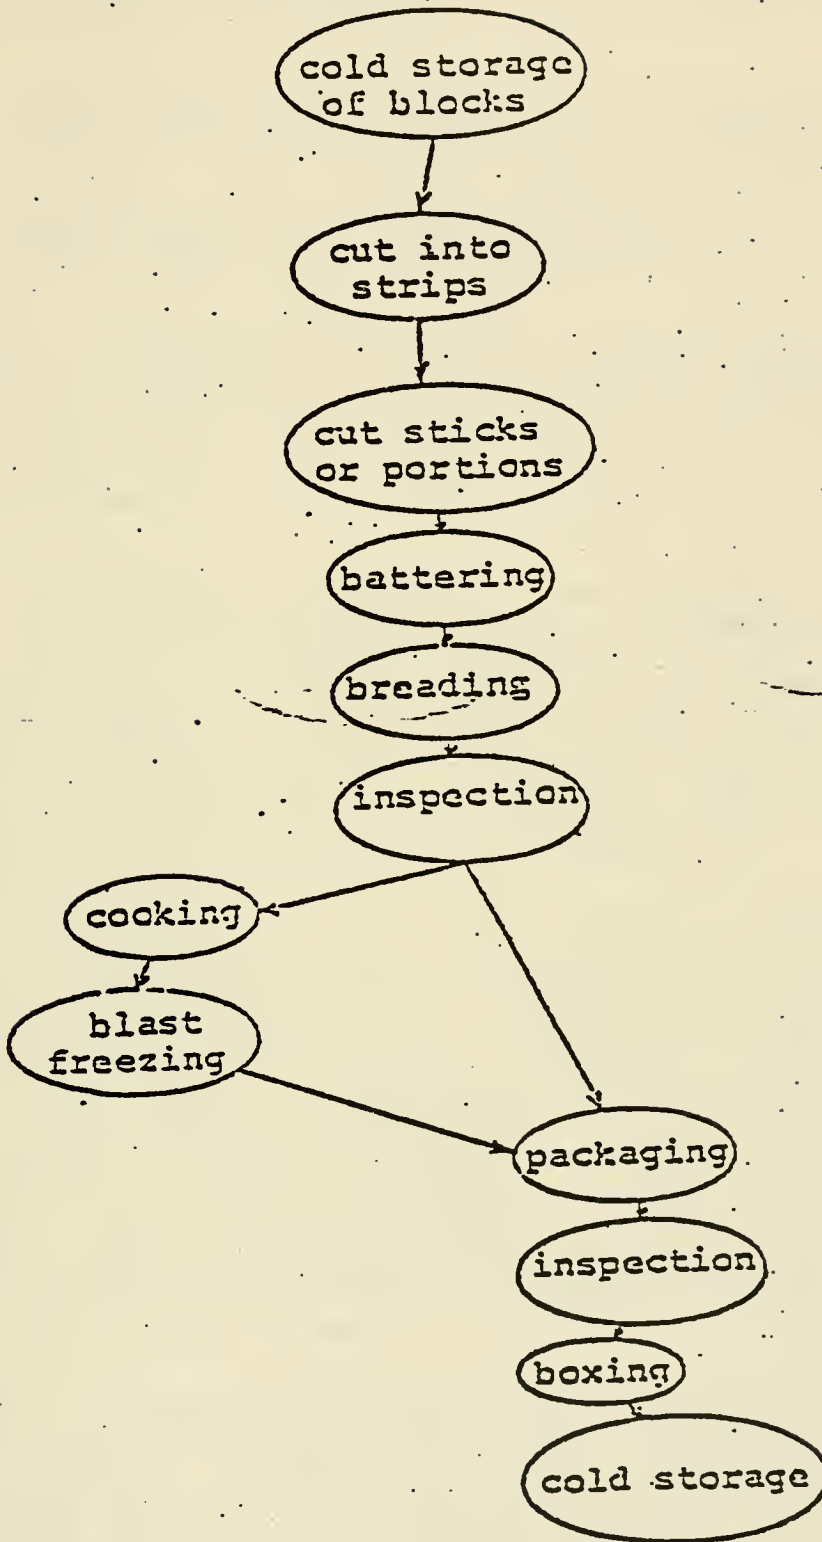 cold storage
of blocks
cut into
strips
cut sticks
or portions
battering
breading
inspection
cooking
blast
freezing
packaging
inspection
boxing
cold storage